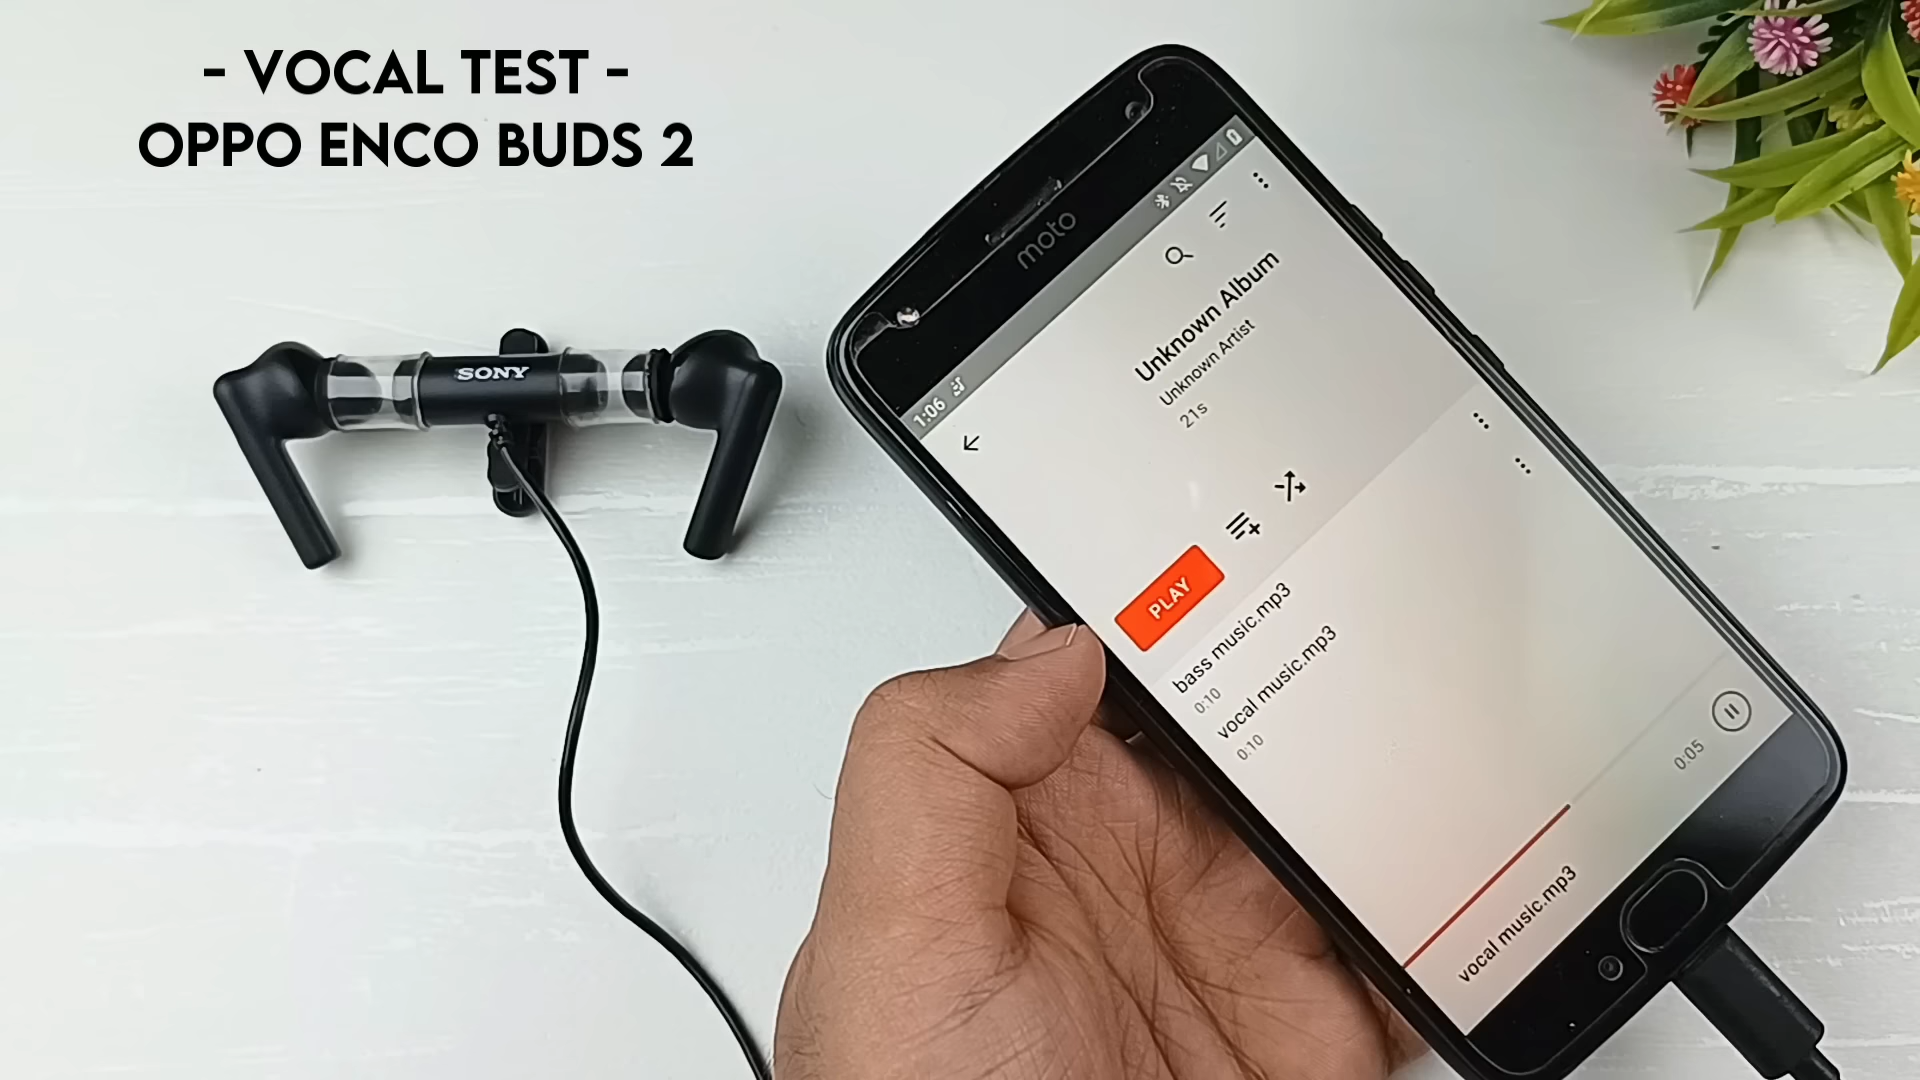 - VOCAL TEST -
OPPO ENCO BUDS 2
SONY
moto
1:06
Unknown Album
Unknown Artist
21s
PLAY
bass music.mp3
0:10
vocal music.mp3
0:10
0:05
vocal music.mp3